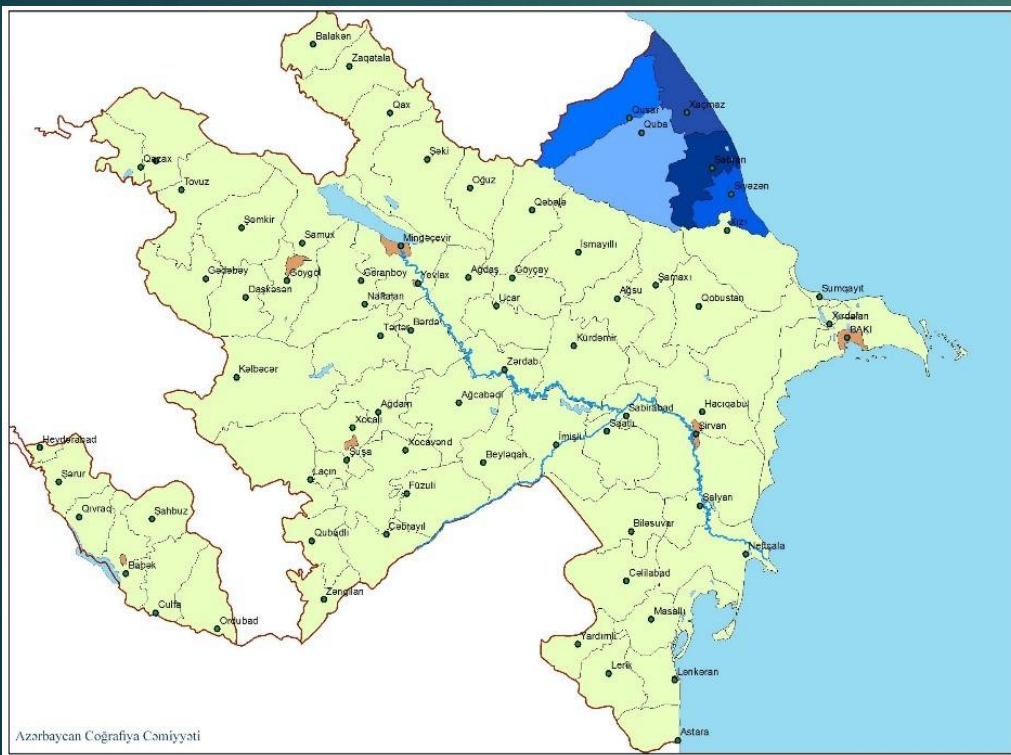 Balakən
Zaqatala
Qax
Qusar
Xaçmaz
Quba
Şəki
Şabran
Qazax
Tovuz
Oğuz
Siyəzən
Qəbələ
Xızı
Şəmkir
Samux
Mingəçevir
İsmayıllı
Gədəbəy
Göygöl
Goranboy
Yevlax
Ağdaş
Göyçay
Şamaxı
Daşkəsən
Naftalan
Ucar
Ağsu
Qobustan
Sumqayıt
Xırdalan
BAKI
Tərtər
Bərdə
Kürdəmir
Zərdab
Kəlbəcər
Ağcabədi
Ağdam
Hacıqabul
Xocalı
Sabirabad
Saatlı
Şirvan
Heydərabad
Xocavənd
İmişli
Şuşa
Beyləqan
Şərur
Laçın
Füzuli
Salyan
Qıvraq
Şahbuz
Qubadlı
Cəbrayıl
Biləsuvar
Neftçala
Babək
Cəlilabad
Zəngilan
Culfa
Ordubad
Masallı
Yardımlı
Lerik
Lənkəran
Astara
Azərbaycan Coğrafiya Cəmiyyəti